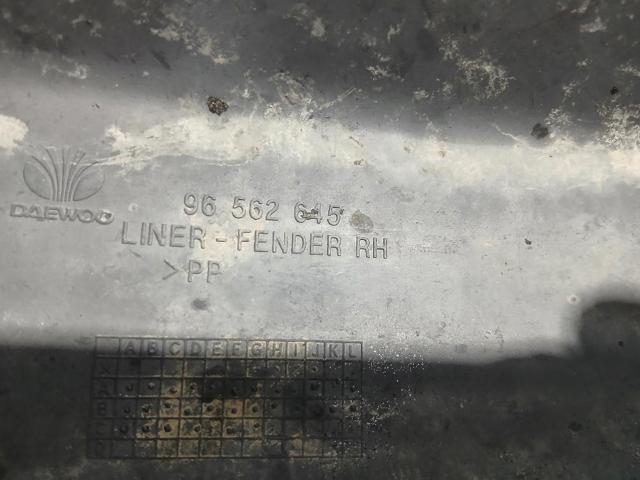 DAEWOO
96 562 645
LINER - FENDER RH
>PP
A B C D E F G H I J K L
X
A
B
C
D